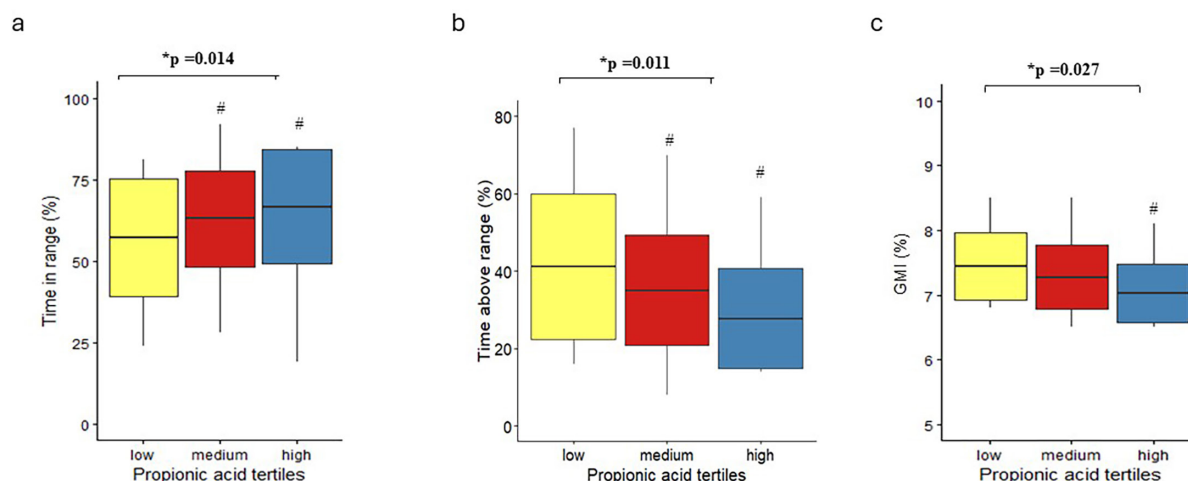 a
*p =0.014
Time in range (%)
100
75
50
25
0
#
#
low medium high
Propionic acid tertiles
b
*p =0.011
Time above range (%)
80
60
40
20
0
#
#
low medium high
Propionic acid tertiles
c
*p =0.027
GMI (%)
10
9
8
7
6
5
#
low medium high
Propionic acid tertiles